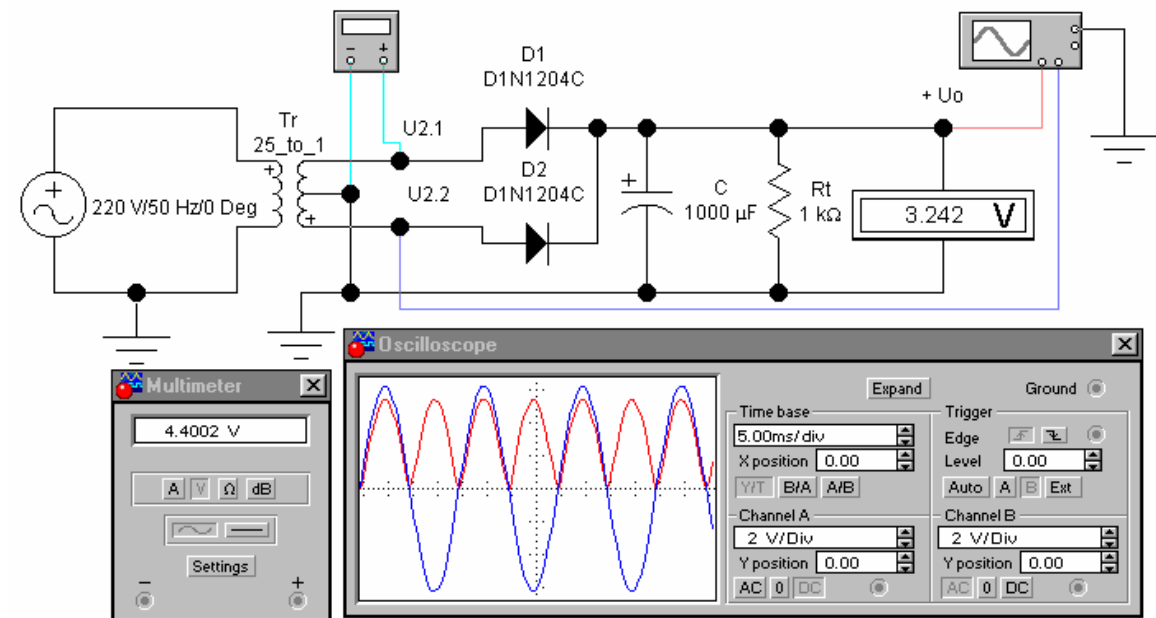 − +
D1
D1N1204C
+ Uo
Tr
25_to_1
U2.1
D2
D1N1204C
U2.2
220 V/50 Hz/0 Deg
+
C
1000 µF
Rt
1 kΩ
3.242 V
Oscilloscope
Multimeter
4.4002 V
A V Ω dB
Settings
− +
Expand
Ground
Time base
5.00ms/div
X position 0.00
Y/T B/A A/B
Trigger
Edge
Level 0.00
Auto A B Ext
Channel A
2 V/Div
Y position 0.00
AC 0 DC
Channel B
2 V/Div
Y position 0.00
AC 0 DC